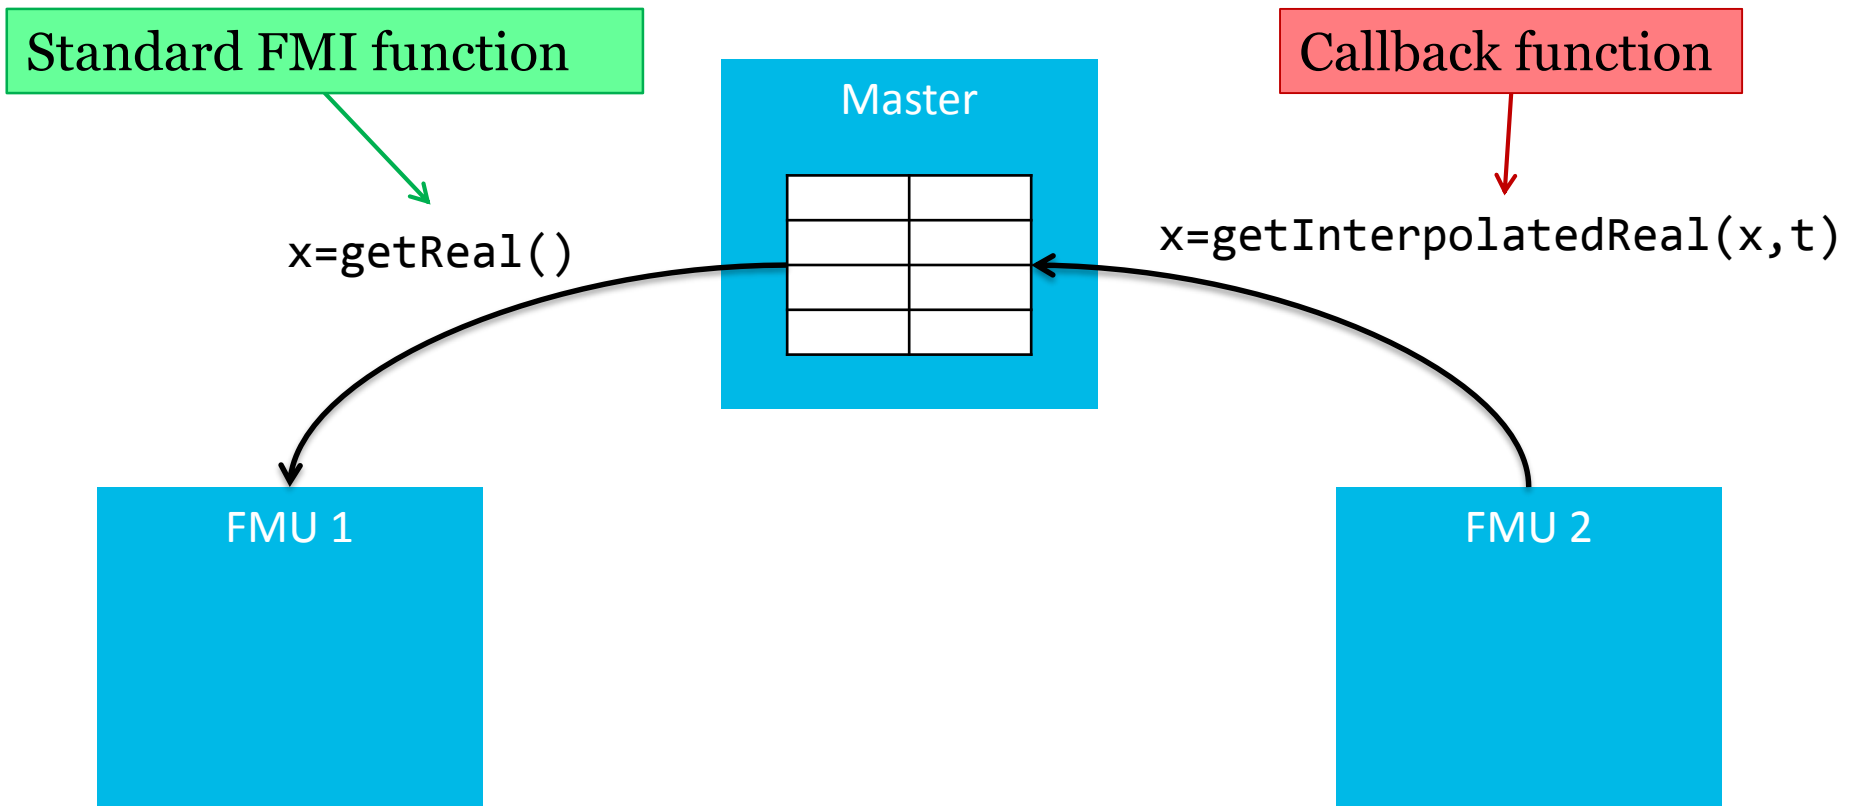 Standard FMI function
Callback function
Master
x=getReal()
x=getInterpolatedReal(x,t)
FMU 1
FMU 2